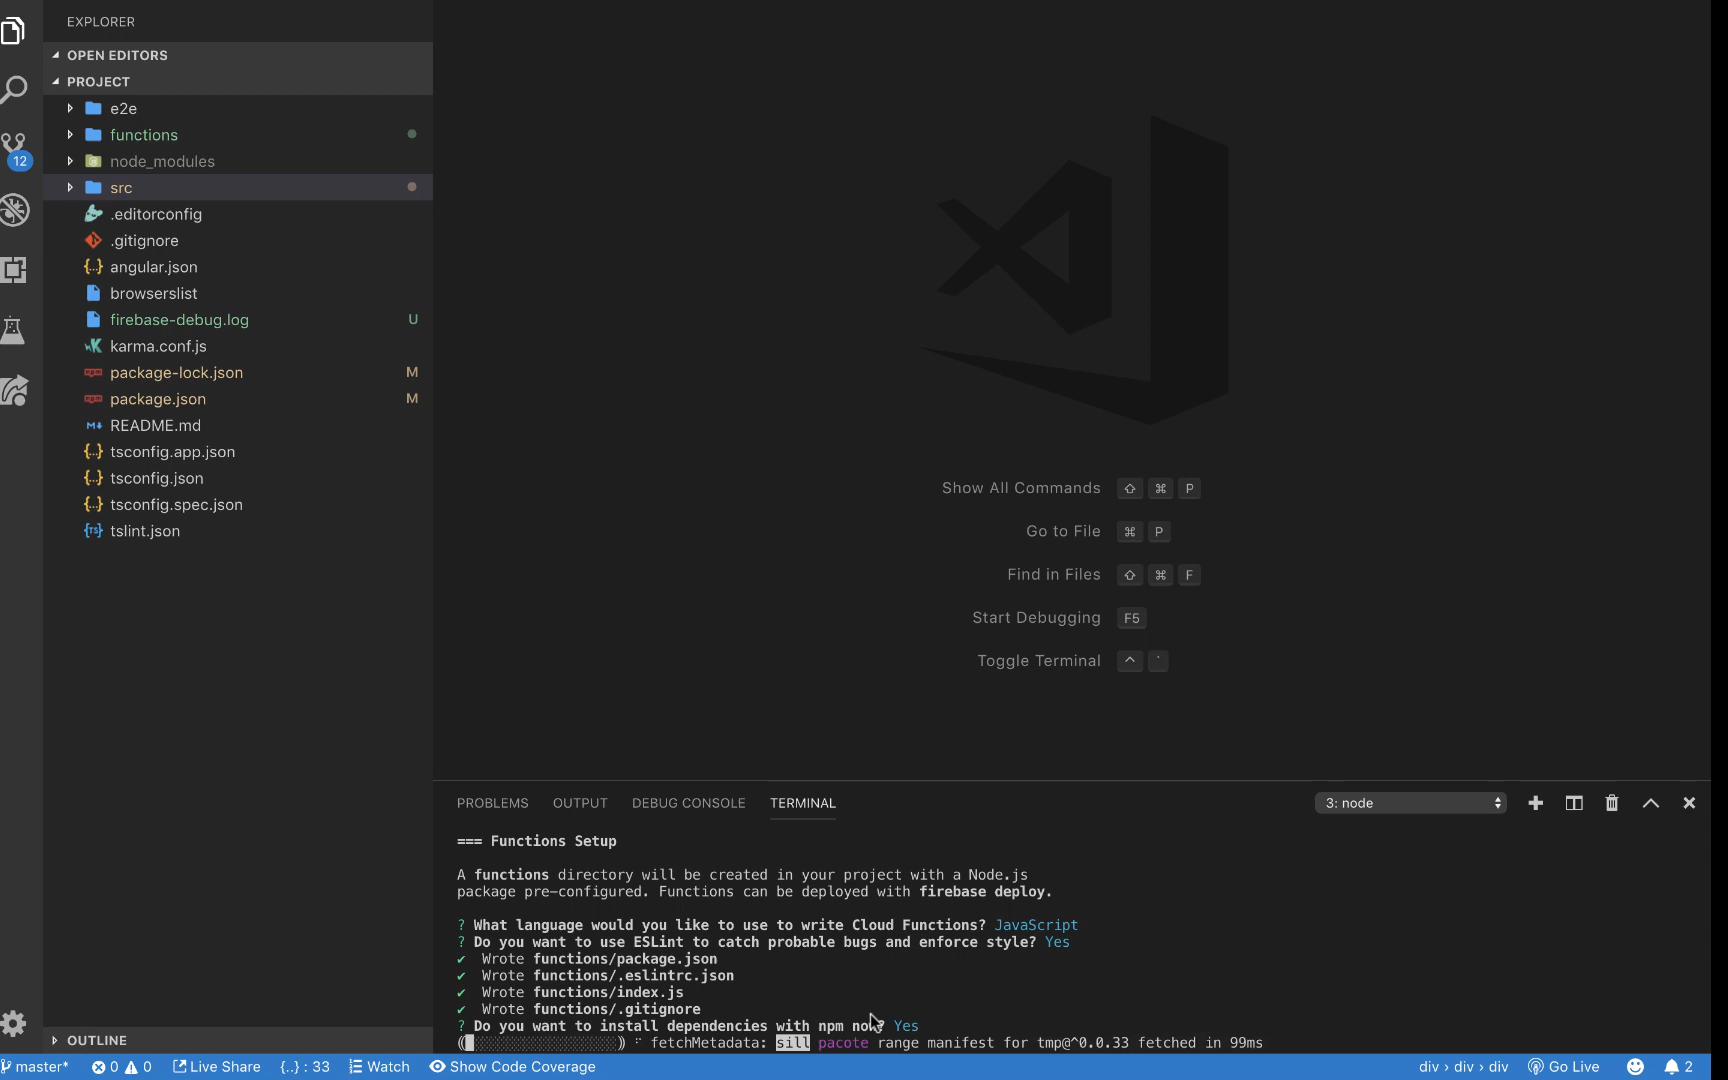 EXPLORER
OPEN EDITORS
PROJECT
e2e
functions
node_modules
src
.editorconfig
.gitignore
angular.json
browserslist
firebase-debug.log U
karma.conf.js
package-lock.json M
package.json M
README.md
tsconfig.app.json
tsconfig.json
tsconfig.spec.json
tslint.json
OUTLINE
12
Show All Commands ⇧ ⌘ P
Go to File ⌘ P
Find in Files ⇧ ⌘ F
Start Debugging F5
Toggle Terminal ^ `
PROBLEMS OUTPUT DEBUG CONSOLE TERMINAL 3: node
=== Functions Setup
A functions directory will be created in your project with a Node.js
package pre-configured. Functions can be deployed with firebase deploy.
? What language would you like to use to write Cloud Functions? JavaScript
? Do you want to use ESLint to catch probable bugs and enforce style? Yes
✔ Wrote functions/package.json
✔ Wrote functions/.eslintrc.json
✔ Wrote functions/index.js
✔ Wrote functions/.gitignore
? Do you want to install dependencies with npm now? Yes
fetchMetadata: sill pacote range manifest for tmp@^0.0.33 fetched in 99ms
master* 0 0 Live Share {..} : 33 Watch Show Code Coverage div › div › div Go Live 2